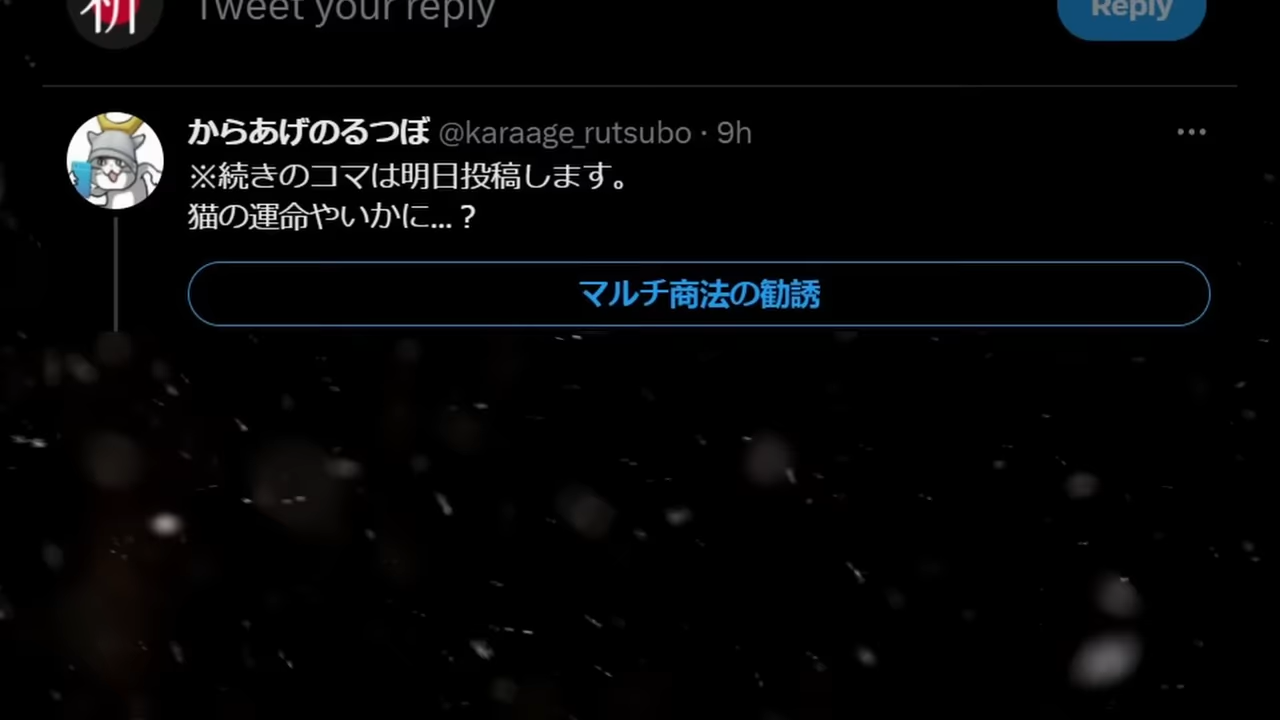 祈
Tweet your reply
Reply
からあげのるつぼ @karaage_rutsubo · 9h
※続きのコマは明日投稿します。
猫の運命やいかに...？
マルチ商法の勧誘